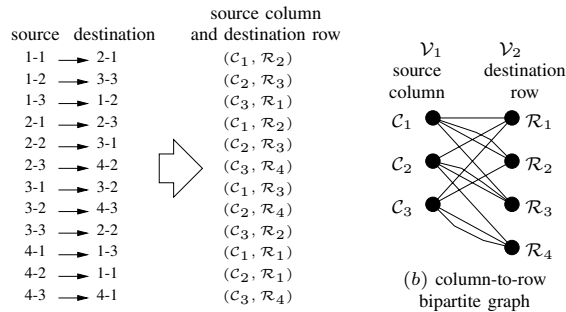 source destination
source column
and destination row
1-1 2-1 (𝒞₁, ℛ₂)
1-2 3-3 (𝒞₂, ℛ₃)
1-3 1-2 (𝒞₃, ℛ₁)
2-1 2-3 (𝒞₁, ℛ₂)
2-2 3-1 (𝒞₂, ℛ₃)
2-3 4-2 (𝒞₃, ℛ₄)
3-1 3-2 (𝒞₁, ℛ₃)
3-2 4-3 (𝒞₂, ℛ₄)
3-3 2-2 (𝒞₃, ℛ₂)
4-1 1-3 (𝒞₁, ℛ₁)
4-2 1-1 (𝒞₂, ℛ₁)
4-3 4-1 (𝒞₃, ℛ₄)
𝒱₁ 𝒱₂
source destination
column row
𝒞₁ ℛ₁
𝒞₂ ℛ₂
𝒞₃ ℛ₃
ℛ₄
(b) column-to-row
bipartite graph